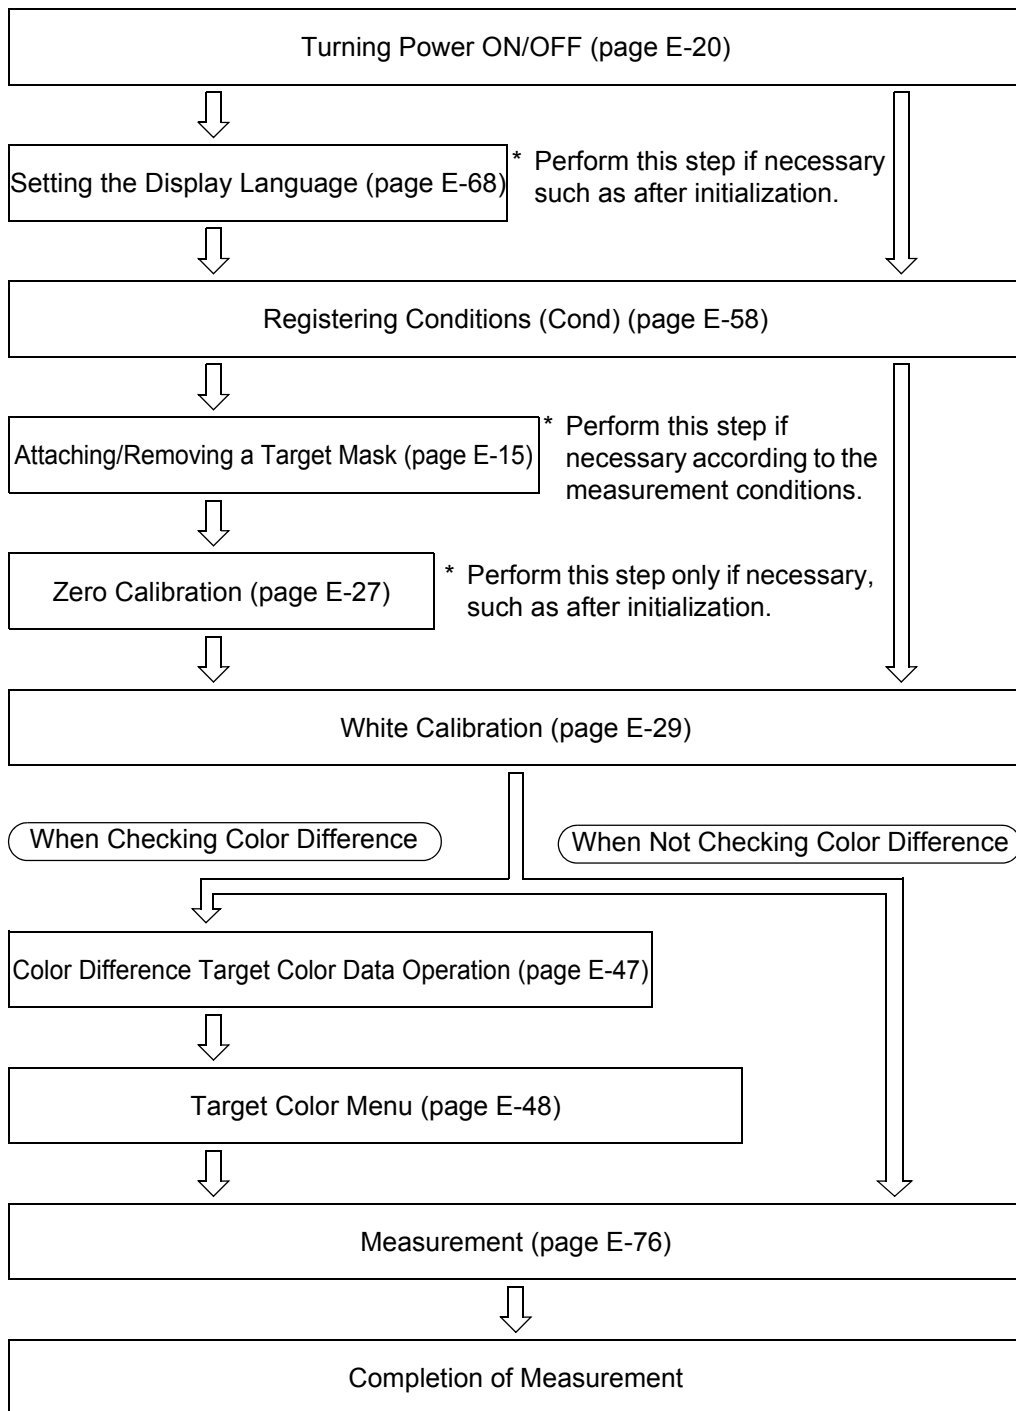 Turning Power ON/OFF (page E-20)
Setting the Display Language (page E-68)
* Perform this step if necessary
such as after initialization.
Registering Conditions (Cond) (page E-58)
Attaching/Removing a Target Mask (page E-15)
* Perform this step if
necessary according to the
measurement conditions.
Zero Calibration (page E-27)
* Perform this step only if necessary,
such as after initialization.
White Calibration (page E-29)
When Checking Color Difference
When Not Checking Color Difference
Color Difference Target Color Data Operation (page E-47)
Target Color Menu (page E-48)
Measurement (page E-76)
Completion of Measurement